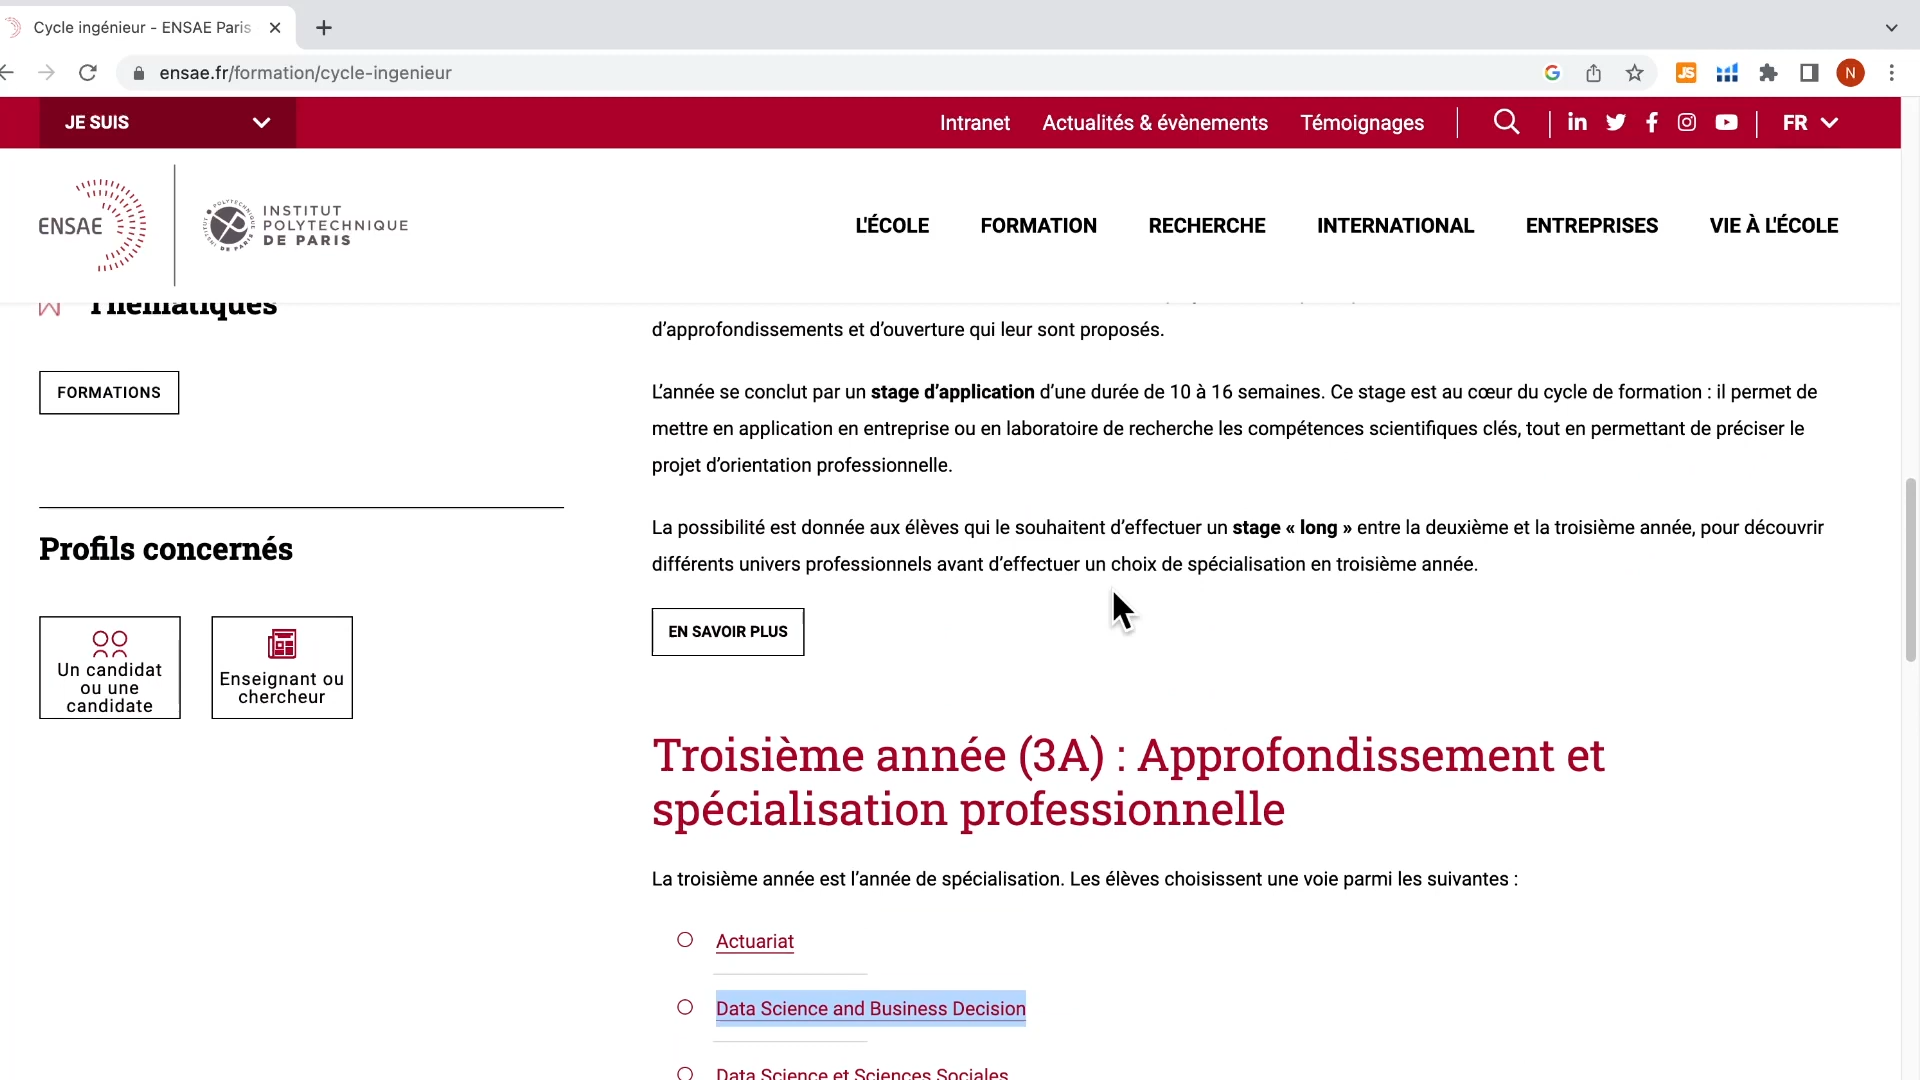 Cycle ingénieur - ENSAE Paris
ensae.fr/formation/cycle-ingenieur
JS
N
JE SUIS
Intranet
Actualités & évènements
Témoignages
FR
ENSAE
INSTITUT
POLYTECHNIQUE
DE PARIS
L'ÉCOLE
FORMATION
RECHERCHE
INTERNATIONAL
ENTREPRISES
VIE À L'ÉCOLE
Thématiques
FORMATIONS
Profils concernés
Un candidat
ou une
candidate
Enseignant ou
chercheur
d’approfondissements et d’ouverture qui leur sont proposés.
L’année se conclut par un stage d’application d’une durée de 10 à 16 semaines. Ce stage est au cœur du cycle de formation : il permet de
mettre en application en entreprise ou en laboratoire de recherche les compétences scientifiques clés, tout en permettant de préciser le
projet d’orientation professionnelle.
La possibilité est donnée aux élèves qui le souhaitent d’effectuer un stage « long » entre la deuxième et la troisième année, pour découvrir
différents univers professionnels avant d’effectuer un choix de spécialisation en troisième année.
EN SAVOIR PLUS
Troisième année (3A) : Approfondissement et
spécialisation professionnelle
La troisième année est l’année de spécialisation. Les élèves choisissent une voie parmi les suivantes :
Actuariat
Data Science and Business Decision
Data Science et Sciences Sociales